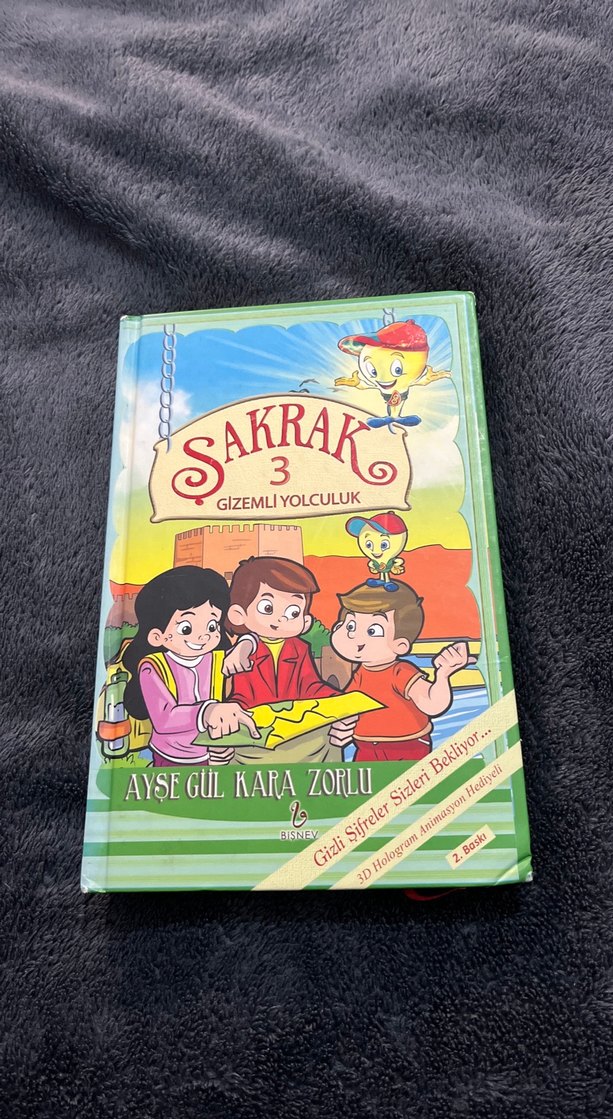 ŞAKRAK
3
GİZEMLİ YOLCULUK
AYŞE GÜL KARA ZORLU
BİŞNEV
Gizli Şifreler Sizleri Bekliyor...
3D Hologram Animasyon Hediyeli
2. Baskı